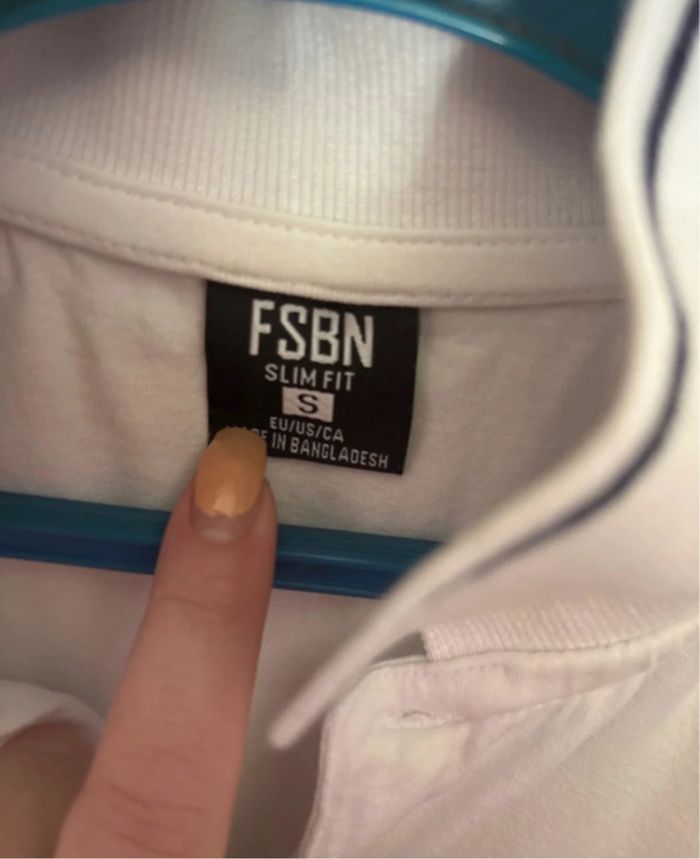 FSBN
SLIM FIT
S
EU/US/CA
IN BANGLADESH